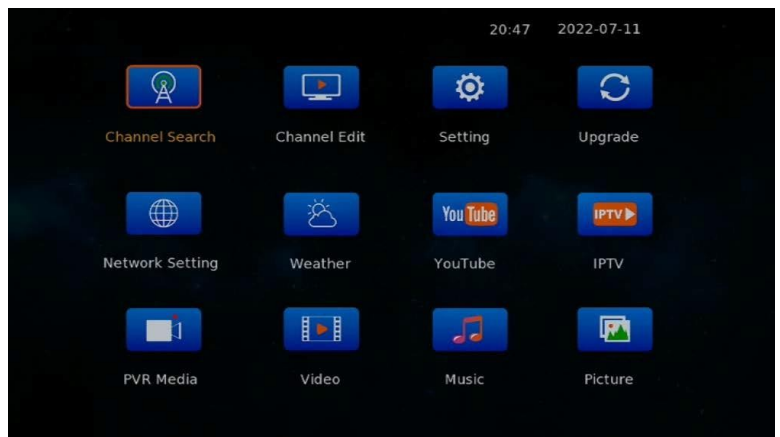 20:47 2022-07-11
Channel Search Channel Edit Setting Upgrade
You Tube IPTV
Network Setting Weather YouTube IPTV
PVR Media Video Music Picture